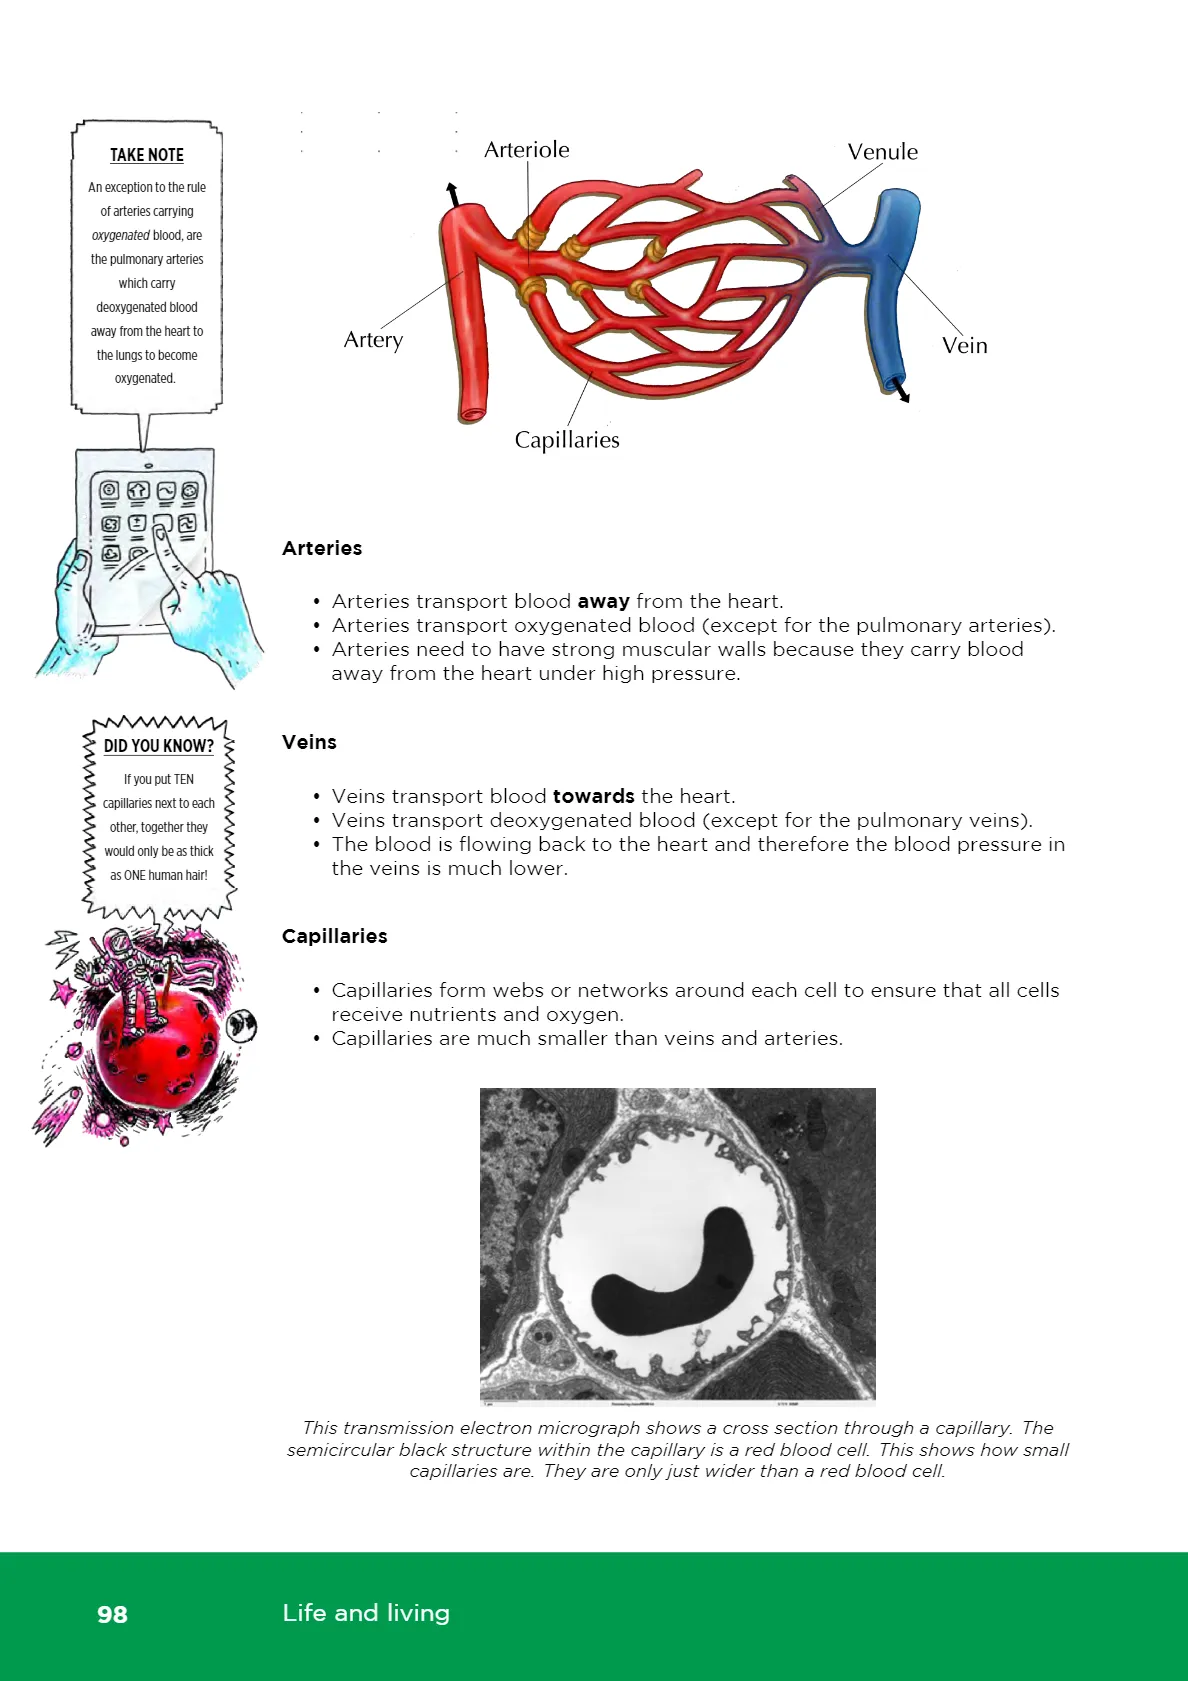 TAKE NOTE
An exception to the rule
of arteries carrying
oxygenated blood, are
the pulmonary arteries
which carry
deoxygenated blood
away from the heart to
the lungs to become
oxygenated.
Arteriole
Venule
Artery
Vein
Capillaries
Arteries
• Arteries transport blood away from the heart.
• Arteries transport oxygenated blood (except for the pulmonary arteries).
• Arteries need to have strong muscular walls because they carry blood
away from the heart under high pressure.
DID YOU KNOW?
If you put TEN
capillaries next to each
other, together they
would only be as thick
as ONE human hair!
Veins
• Veins transport blood towards the heart.
• Veins transport deoxygenated blood (except for the pulmonary veins).
• The blood is flowing back to the heart and therefore the blood pressure in
the veins is much lower.
Capillaries
• Capillaries form webs or networks around each cell to ensure that all cells
receive nutrients and oxygen.
• Capillaries are much smaller than veins and arteries.
This transmission electron micrograph shows a cross section through a capillary. The
semicircular black structure within the capillary is a red blood cell. This shows how small
capillaries are. They are only just wider than a red blood cell.
98
Life and living